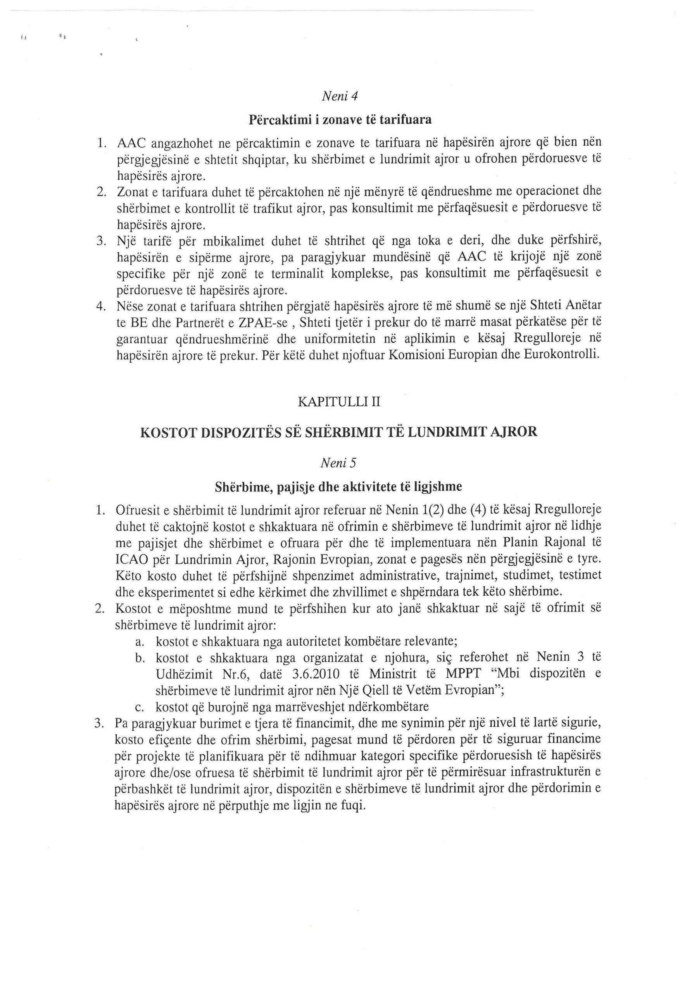 Neni 4
Përcaktimi i zonave të tarifuara
1. AAC angazhohet ne përcaktimin e zonave te tarifuara në hapësirën ajrore që bien nën
përgjegjësinë e shtetit shqiptar, ku shërbimet e lundrimit ajror u ofrohen përdoruesve të
hapësirës ajrore.
2. Zonat e tarifuara duhet të përcaktohen në një mënyrë të qëndrueshme me operacionet dhe
shërbimet e kontrollit të trafikut ajror, pas konsultimit me përfaqësuesit e përdoruesve të
hapësirës ajrore.
3. Një tarifë për mbikalimet duhet të shtrihet që nga toka e deri, dhe duke përfshirë,
hapësirën e sipërme ajrore, pa paragjykuar mundësinë që AAC të krijojë një zonë
specifike për një zonë te terminalit komplekse, pas konsultimit me përfaqësuesit e
përdoruesve të hapësirës ajrore.
4. Nëse zonat e tarifuara shtrihen përgjatë hapësirës ajrore të më shumë se një Shteti Anëtar
te BE dhe Partnerët e ZPAE-se , Shteti tjetër i prekur do të marrë masat përkatëse për të
garantuar qëndrueshmërinë dhe uniformitetin në aplikimin e kësaj Rregulloreje në
hapësirën ajrore të prekur. Për këtë duhet njoftuar Komisioni Europian dhe Eurokontrolli.
KAPITULLI II
KOSTOT DISPOZITËS SË SHËRBIMIT TË LUNDRIMIT AJROR
Neni 5
Shërbime, pajisje dhe aktivitete të ligjshme
1. Ofruesit e shërbimit të lundrimit ajror referuar në Nenin 1(2) dhe (4) të kësaj Rregulloreje
duhet të caktojnë kostot e shkaktuara në ofrimin e shërbimeve të lundrimit ajror në lidhje
me pajisjet dhe shërbimet e ofruara për dhe të implementuara nën Planin Rajonal të
ICAO për Lundrimin Ajror, Rajonin Evropian, zonat e pagesës nën përgjegjësinë e tyre.
Këto kosto duhet të përfshijnë shpenzimet administrative, trajnimet, studimet, testimet
dhe eksperimentet si edhe kërkimet dhe zhvillimet e shpërndara tek këto shërbime.
2. Kostot e mëposhtme mund te përfshihen kur ato janë shkaktuar në sajë të ofrimit së
shërbimeve të lundrimit ajror:
a. kostot e shkaktuara nga autoritetet kombëtare relevante;
b. kostot e shkaktuara nga organizatat e njohura, siç referohet në Nenin 3 të
Udhëzimit Nr.6, datë 3.6.2010 të Ministrit të MPPT “Mbi dispozitën e
shërbimeve të lundrimit ajror nën Një Qiell të Vetëm Evropian”;
c. kostot që burojnë nga marrëveshjet ndërkombëtare
3. Pa paragjykuar burimet e tjera të financimit, dhe me synimin për një nivel të lartë sigurie,
kosto efiçente dhe ofrim shërbimi, pagesat mund të përdoren për të siguruar financime
për projekte të planifikuara për të ndihmuar kategori specifike përdoruesish të hapësirës
ajrore dhe/ose ofruesa të shërbimit të lundrimit ajror për të përmirësuar infrastrukturën e
përbashkët të lundrimit ajror, dispozitën e shërbimeve të lundrimit ajror dhe përdorimin e
hapësirës ajrore në përputhje me ligjin ne fuqi.